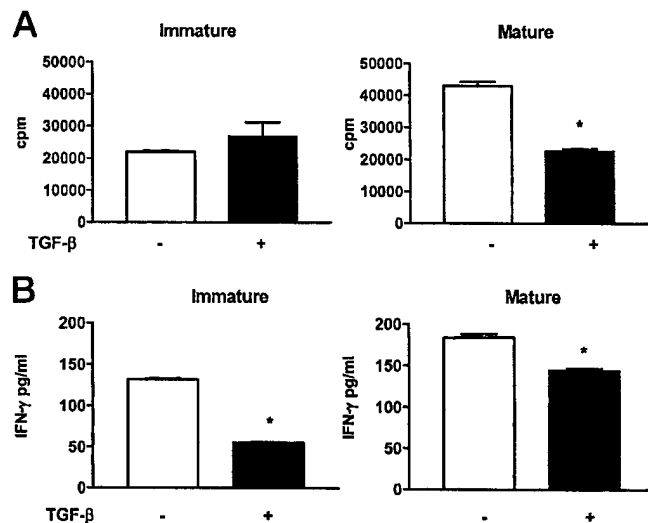 A
Immature
Mature
cpm
50000
40000
30000
20000
10000
0
cpm
50000
40000
30000
20000
10000
0
*
TGF-β - +
- +
B
Immature
Mature
IFN-γ pg/ml
200
150
100
50
0
*
IFN-γ pg/ml
200
150
100
50
0
*
TGF-β - +
- +